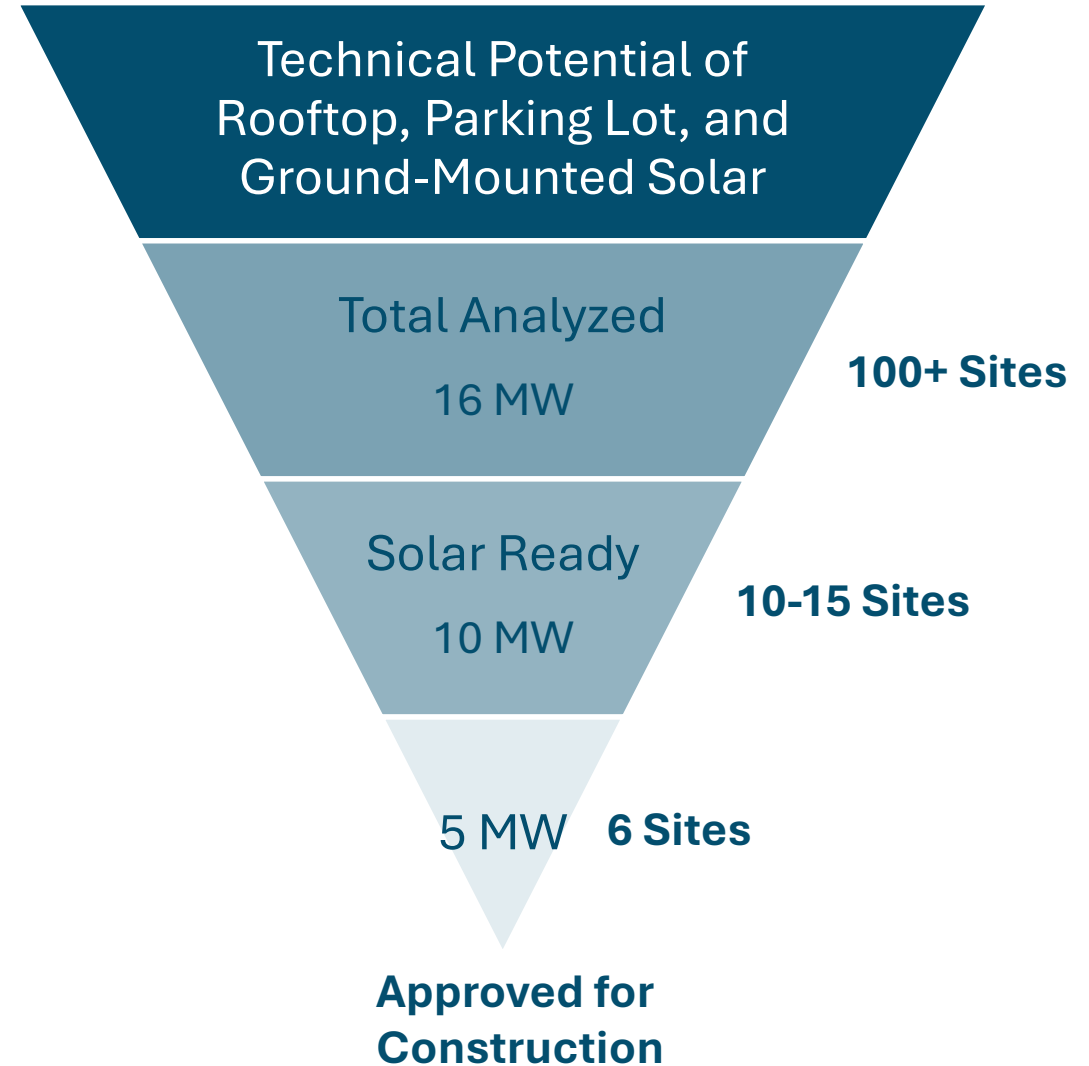 Technical Potential of
Rooftop, Parking Lot, and
Ground-Mounted Solar
Total Analyzed
16 MW
100+ Sites
Solar Ready
10 MW
10-15 Sites
5 MW
6 Sites
Approved for
Construction